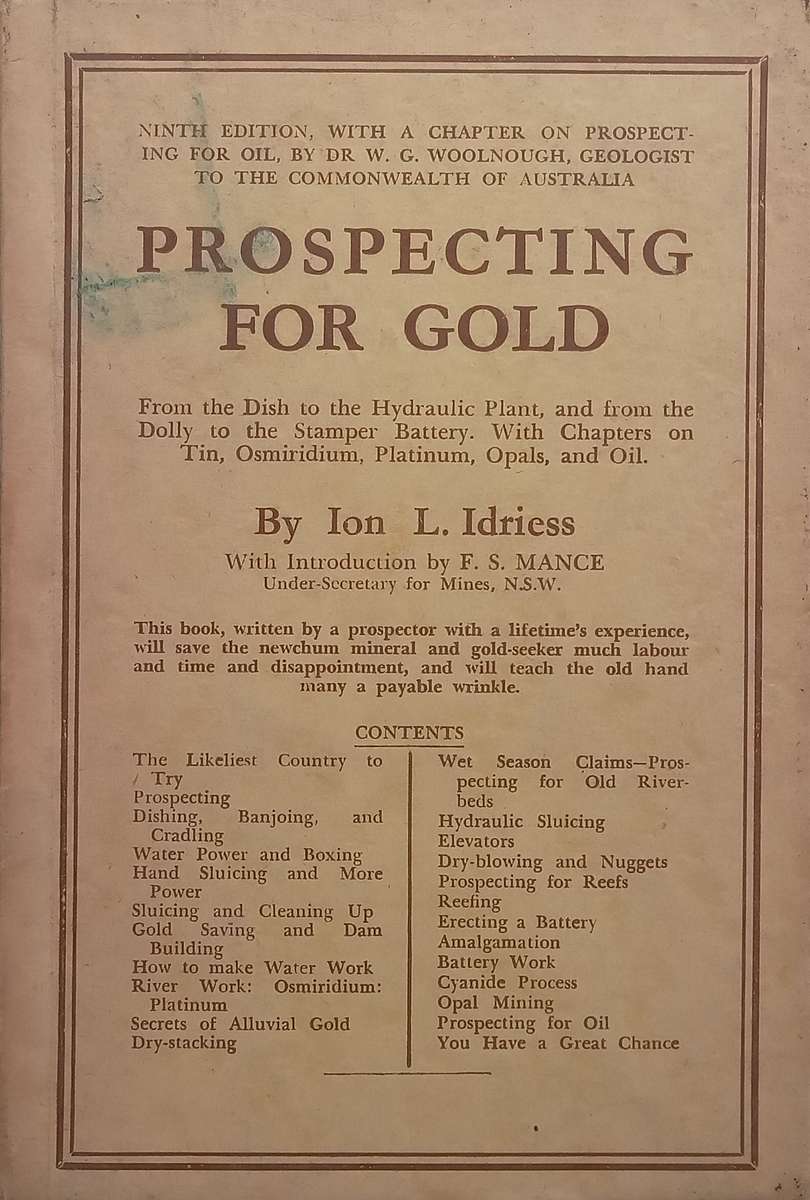 NINTH EDITION, WITH A CHAPTER ON PROSPECT-
ING FOR OIL, BY DR W. G. WOOLNOUGH, GEOLOGIST
TO THE COMMONWEALTH OF AUSTRALIA
PROSPECTING
FOR GOLD
From the Dish to the Hydraulic Plant, and from the
Dolly to the Stamper Battery. With Chapters on
Tin, Osmiridium, Platinum, Opals, and Oil.
By Ion L. Idriess
With Introduction by F. S. MANCE
Under-Secretary for Mines, N.S.W.
This book, written by a prospector with a lifetime's experience,
will save the newchum mineral and gold-seeker much labour
and time and disappointment, and will teach the old hand
many a payable wrinkle.
CONTENTS
The Likeliest Country to
Try
Prospecting
Dishing, Banjoing, and
Cradling
Water Power and Boxing
Hand Sluicing and More
Power
Sluicing and Cleaning Up
Gold Saving and Dam
Building
How to make Water Work
River Work: Osmiridium:
Platinum
Secrets of Alluvial Gold
Dry-stacking
Wet Season Claims—Pros-
pecting for Old River-
beds
Hydraulic Sluicing
Elevators
Dry-blowing and Nuggets
Prospecting for Reefs
Reefing
Erecting a Battery
Amalgamation
Battery Work
Cyanide Process
Opal Mining
Prospecting for Oil
You Have a Great Chance